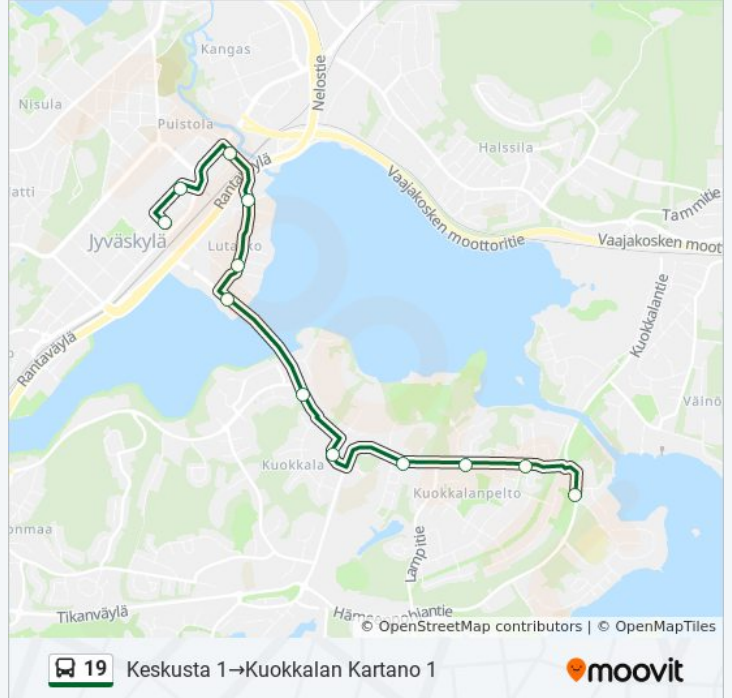 Kangas
Nelostie
Nisula
Puistola
Halssila
Rantaväylä
Vaajakosken moottoritie
Tammitie
Jyväskylä
Lutakko
Vaajakosken moot
Kuokkalantie
Rantaväylä
Väinö
Kuokkala
Kuokkalanpelto
Lampitie
Tikanväylä
© OpenStreetMap contributors | © OpenMapTiles
19 Keskusta 1→Kuokkalan Kartano 1
moovit